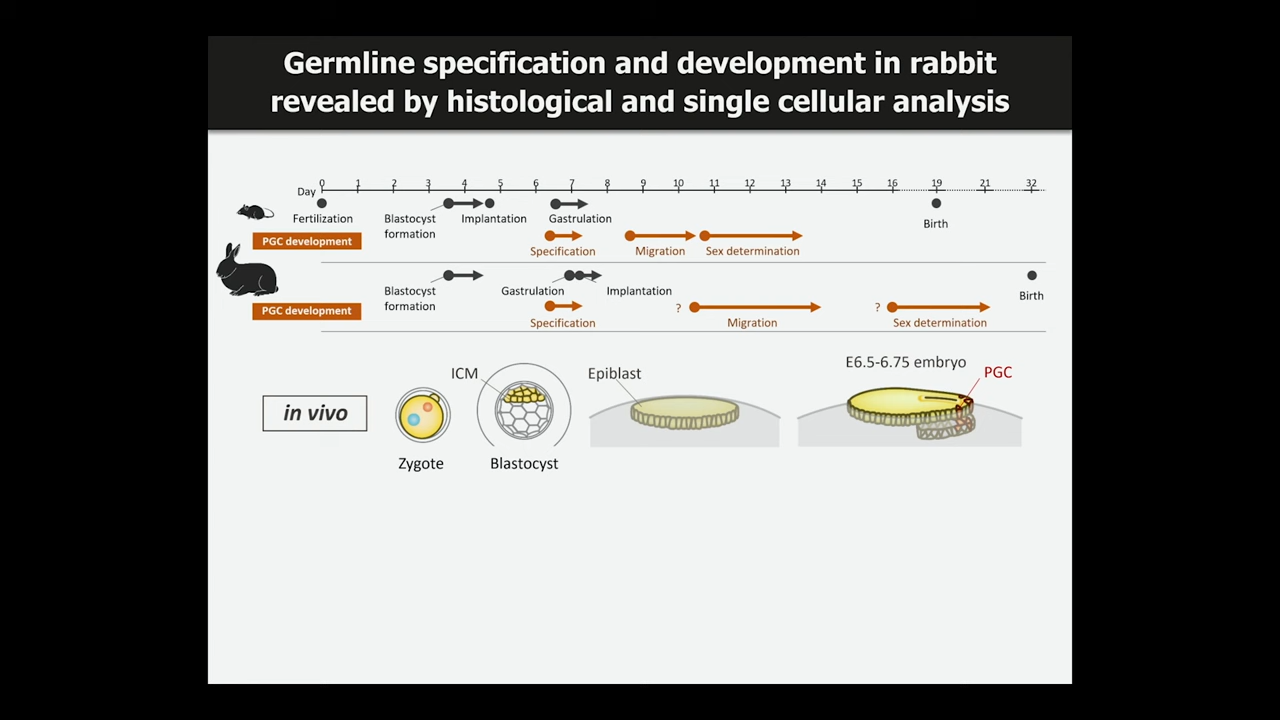 Germline specification and development in rabbit
revealed by histological and single cellular analysis
Day 0 1 2 3 4 5 6 7 8 9 10 11 12 13 14 15 16 19 21 32
Fertilization
Blastocyst
formation
Implantation
Gastrulation
Birth
PGC development
Specification
Migration
Sex determination
Blastocyst
formation
Gastrulation
Implantation
Birth
PGC development
Specification
?
Migration
?
Sex determination
in vivo
ICM
Epiblast
E6.5-6.75 embryo
PGC
Zygote
Blastocyst